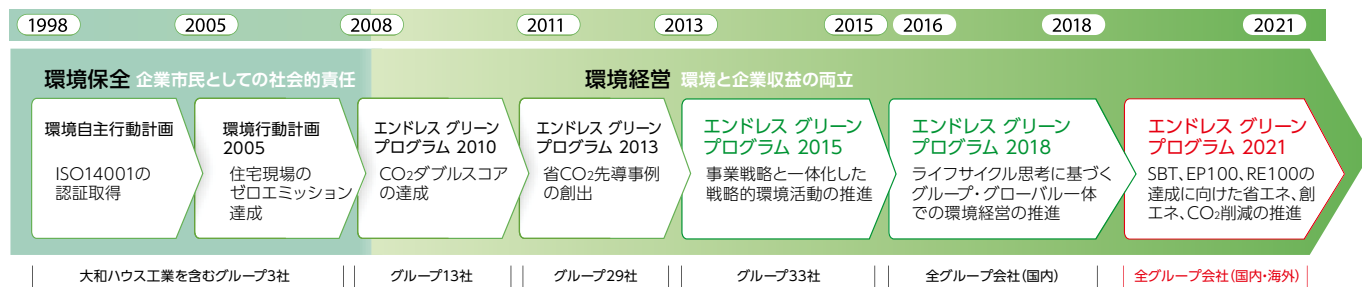 1998
2005
2008
2011
2013
2015
2016
2018
2021
環境保全 企業市民としての社会的責任
環境経営 環境と企業収益の両立
環境自主行動計画
ISO14001の
認証取得
環境行動計画
2005
住宅現場の
ゼロエミッション
達成
エンドレス グリーン
プログラム 2010
CO₂ダブルスコア
の達成
エンドレス グリーン
プログラム 2013
省CO₂先導事例
の創出
エンドレス グリーン
プログラム 2015
事業戦略と一体化した
戦略的環境活動の推進
エンドレス グリーン
プログラム 2018
ライフサイクル思考に基づく
グループ・グローバル一体
での環境経営の推進
エンドレス グリーン
プログラム 2021
SBT、EP100、RE100の
達成に向けた省エネ、創
エネ、CO₂削減の推進
大和ハウス工業を含むグループ3社
グループ13社
グループ29社
グループ33社
全グループ会社（国内）
全グループ会社（国内・海外）